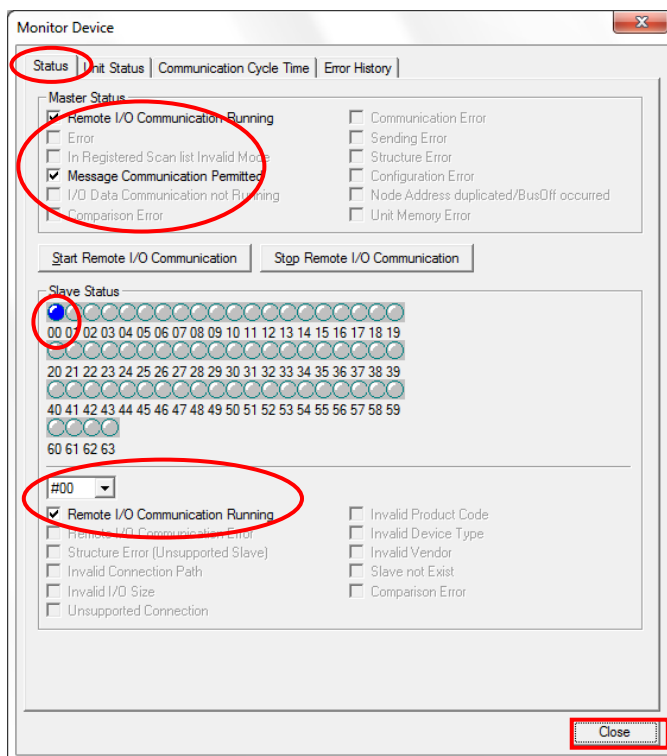 Monitor Device
Status Unit Status Communication Cycle Time Error History
Master Status
Remote I/O Communication Running Communication Error
Error Sending Error
In Registered Scan list Invalid Mode Structure Error
Message Communication Permitted Configuration Error
I/O Data Communication not Running Node Address duplicated/BusOff occurred
Comparison Error Unit Memory Error
Start Remote I/O Communication Stop Remote I/O Communication
Slave Status
00 01 02 03 04 05 06 07 08 09 10 11 12 13 14 15 16 17 18 19
20 21 22 23 24 25 26 27 28 29 30 31 32 33 34 35 36 37 38 39
40 41 42 43 44 45 46 47 48 49 50 51 52 53 54 55 56 57 58 59
60 61 62 63
#00
Remote I/O Communication Running Invalid Product Code
Remote I/O Communication Error Invalid Device Type
Structure Error (Unsupported Slave) Invalid Vendor
Invalid Connection Path Slave not Exist
Invalid I/O Size Comparison Error
Unsupported Connection
Close